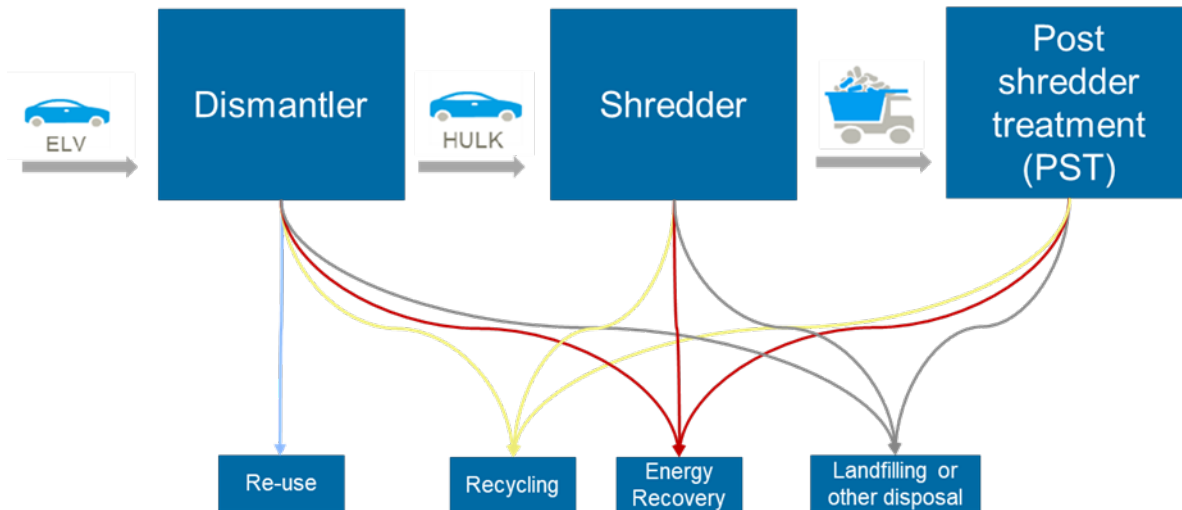 ELV
Dismantler
HULK
Shredder
Post
shredder
treatment
(PST)
Re-use
Recycling
Energy
Recovery
Landfilling or
other disposal